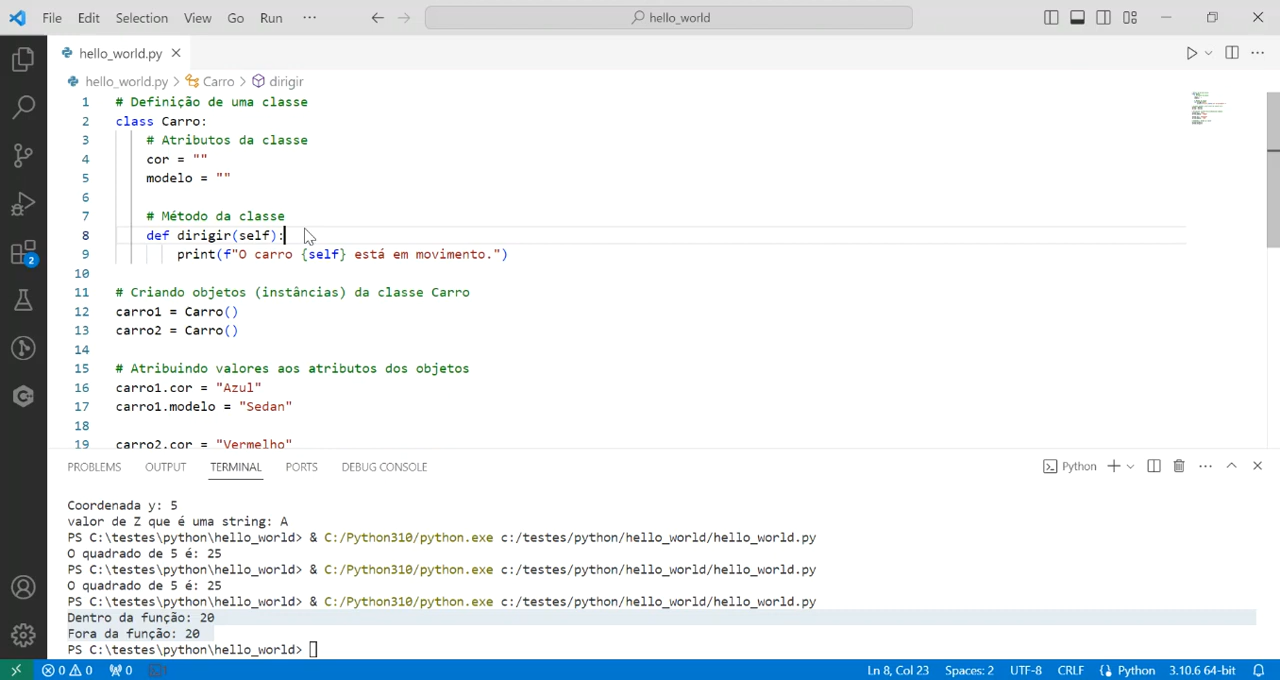 File Edit Selection View Go Run ··· hello_world
hello_world.py
hello_world.py > Carro > dirigir
1 # Definição de uma classe
2 class Carro:
3 # Atributos da classe
4 cor = ""
5 modelo = ""
6
7 # Método da classe
8 def dirigir(self):
9 print(f"O carro {self} está em movimento.")
10
11 # Criando objetos (instâncias) da classe Carro
12 carro1 = Carro()
13 carro2 = Carro()
14
15 # Atribuindo valores aos atributos dos objetos
16 carro1.cor = "Azul"
17 carro1.modelo = "Sedan"
18
19 carro2.cor = "Vermelho"
PROBLEMS OUTPUT TERMINAL PORTS DEBUG CONSOLE Python
Coordenada y: 5
valor de Z que é uma string: A
PS C:\testes\python\hello_world> & C:/Python310/python.exe c:/testes/python/hello_world/hello_world.py
O quadrado de 5 é: 25
PS C:\testes\python\hello_world> & C:/Python310/python.exe c:/testes/python/hello_world/hello_world.py
O quadrado de 5 é: 25
PS C:\testes\python\hello_world> & C:/Python310/python.exe c:/testes/python/hello_world/hello_world.py
Dentro da função: 20
Fora da função: 20
PS C:\testes\python\hello_world>
2
0 0 0 Ln 8, Col 23 Spaces: 2 UTF-8 CRLF Python 3.10.6 64-bit